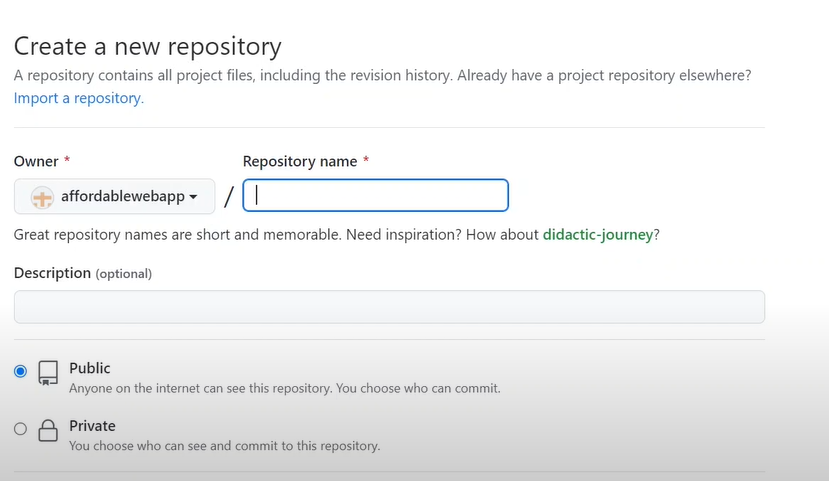 Create a new repository
A repository contains all project files, including the revision history. Already have a project repository elsewhere?
Import a repository.
Owner * Repository name *
affordablewebapp /
Great repository names are short and memorable. Need inspiration? How about didactic-journey?
Description (optional)
Public
Anyone on the internet can see this repository. You choose who can commit.
Private
You choose who can see and commit to this repository.